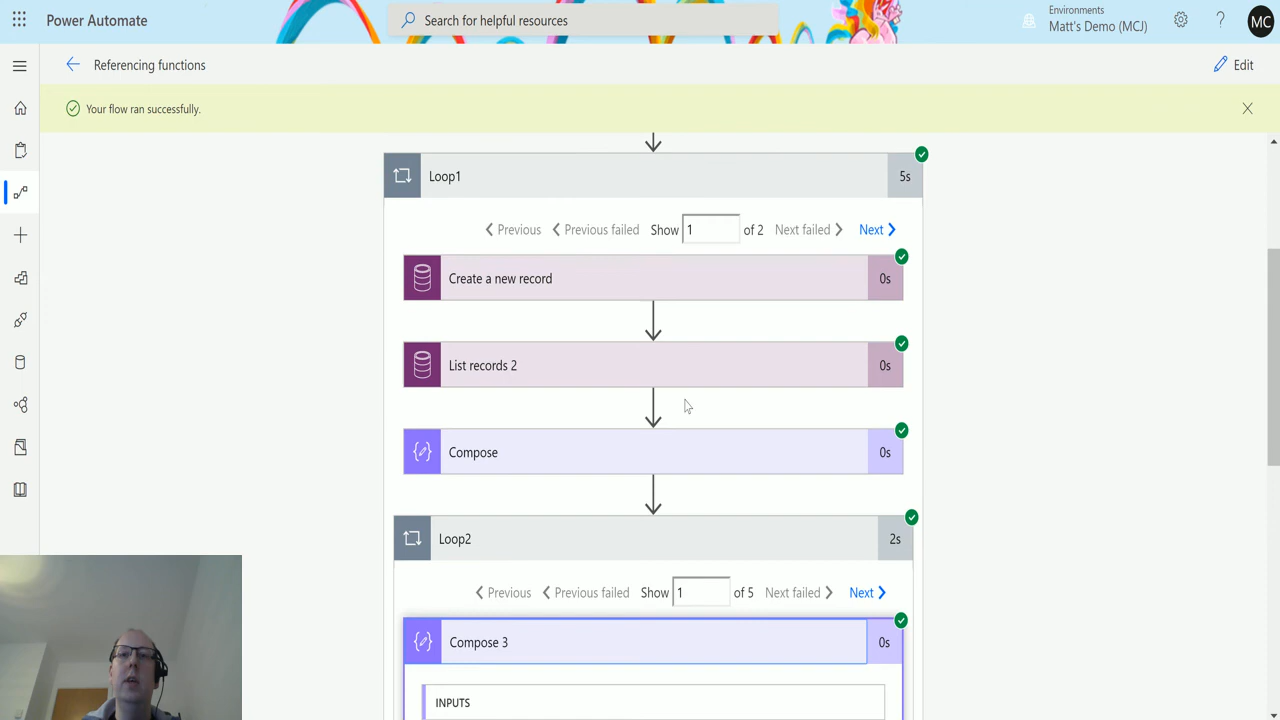 Power Automate
Search for helpful resources
Environments
Matt's Demo (MCJ)
MC
Referencing functions
Edit
Your flow ran successfully.
Loop1
5s
Previous
Previous failed
Show
1
of 2
Next failed
Next
Create a new record
0s
List records 2
0s
Compose
0s
Loop2
2s
Previous
Previous failed
Show
1
of 5
Next failed
Next
Compose 3
0s
INPUTS